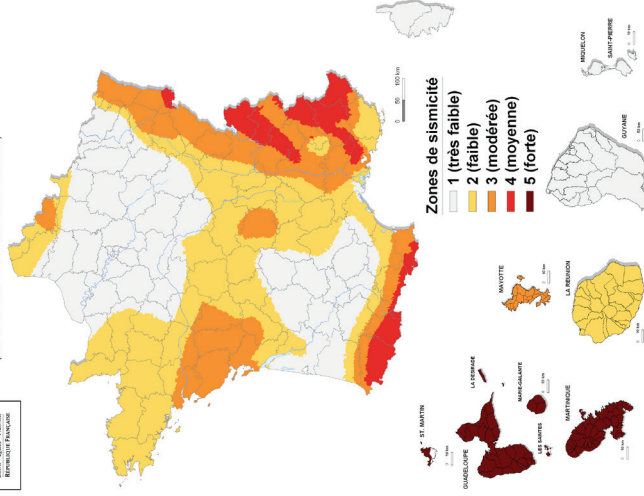 RÉPUBLIQUE FRANÇAISE
Zones de sismicité
1 (très faible)
2 (faible)
3 (modérée)
4 (moyenne)
5 (forte)
0 50 100 km
MIQUELON
SAINT-PIERRE
GUYANE
MAYOTTE
LA REUNION
ST. MARTIN
GUADELOUPE
LA DESIRADE
MARIE-GALANTE
LES SAINTES
MARTINIQUE